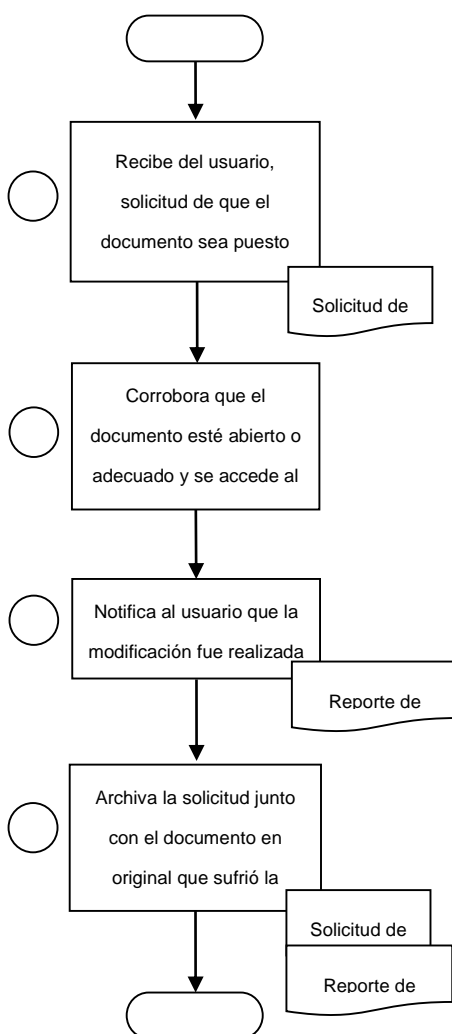 Recibe del usuario,
solicitud de que el
documento sea puesto
Solicitud de
Corrobora que el
documento esté abierto o
adecuado y se accede al
Notifica al usuario que la
modificación fue realizada
Reporte de
Archiva la solicitud junto
con el documento en
original que sufrió la
Solicitud de
Reporte de